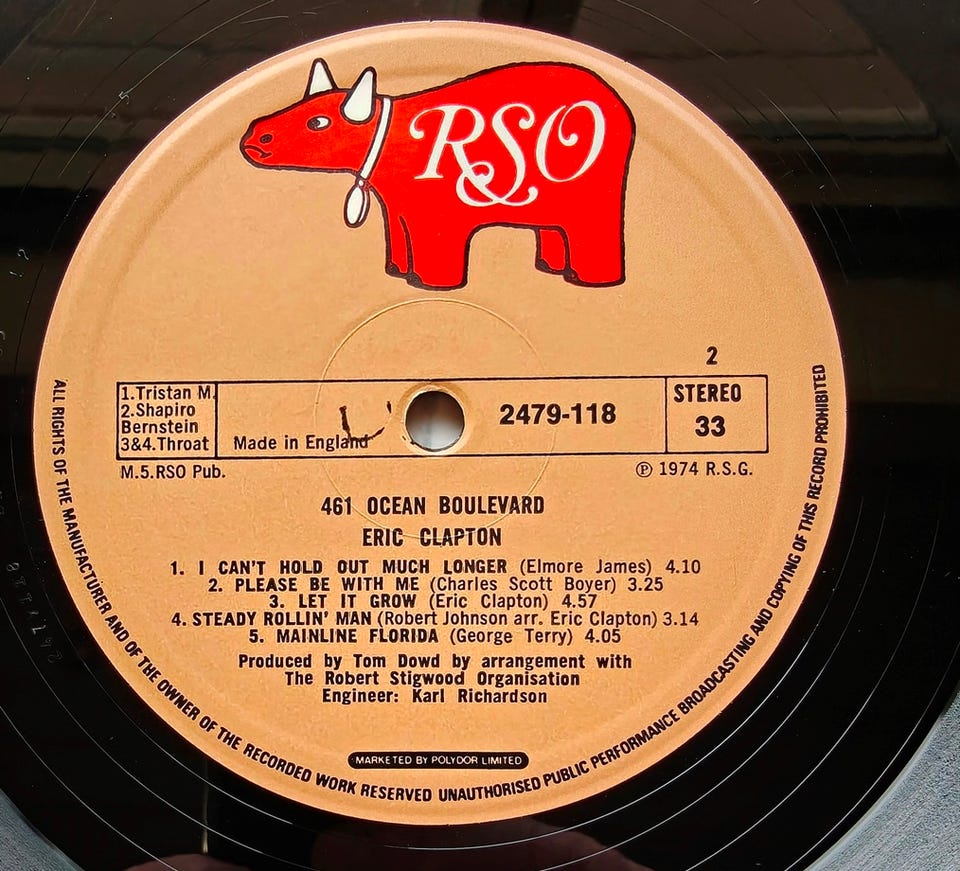 RSO
2
1.Tristan M.
2.Shapiro
Bernstein
3&4.Throat
M.5.RSO Pub.
Made in England
2479-118
STEREO
33
Ⓟ 1974 R.S.G.
461 OCEAN BOULEVARD
ERIC CLAPTON
1. I CAN'T HOLD OUT MUCH LONGER (Elmore James) 4.10
2. PLEASE BE WITH ME (Charles Scott Boyer) 3.25
3. LET IT GROW (Eric Clapton) 4.57
4. STEADY ROLLIN' MAN (Robert Johnson arr. Eric Clapton) 3.14
5. MAINLINE FLORIDA (George Terry) 4.05
Produced by Tom Dowd by arrangement with
The Robert Stigwood Organisation
Engineer: Karl Richardson
MARKETED BY POLYDOR LIMITED
ALL RIGHTS OF THE MANUFACTURER AND OF THE OWNER OF THE RECORDED WORK RESERVED UNAUTHORISED PUBLIC PERFORMANCE BROADCASTING AND COPYING OF THIS RECORD PROHIBITED